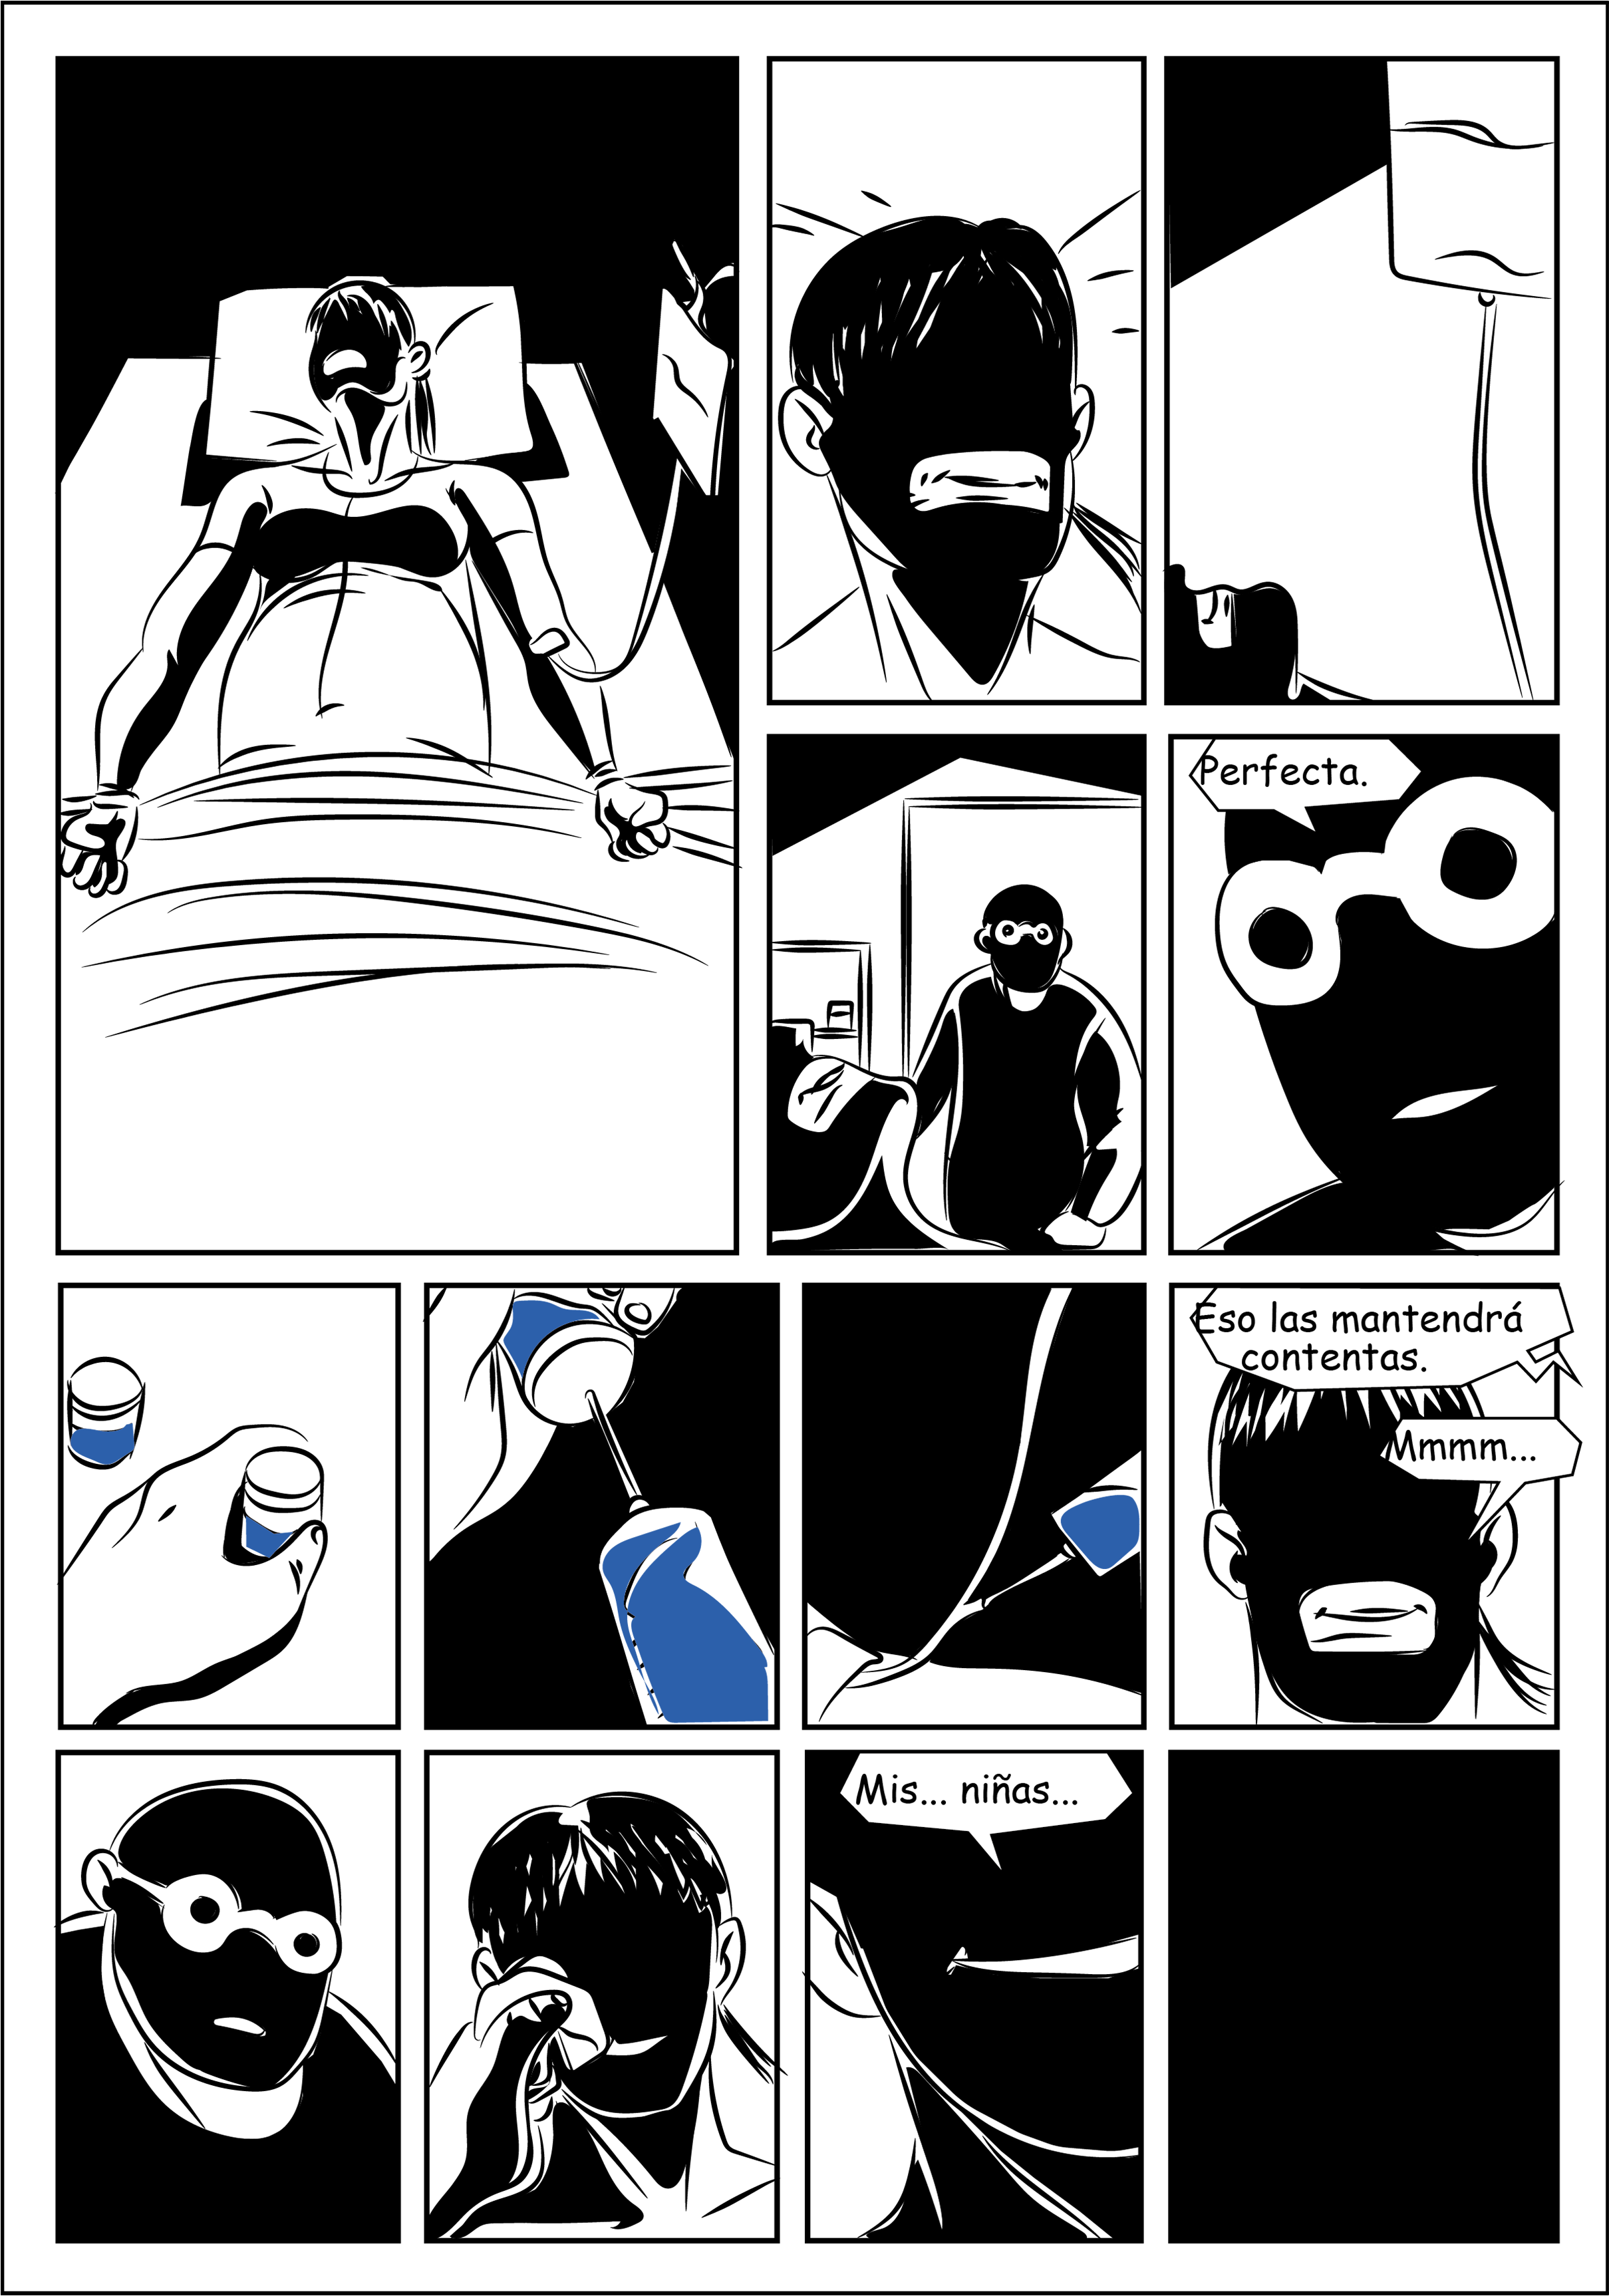 Perfecta.
Eso las mantendrá
contentas.
Mmmm...
Mis... niñas...